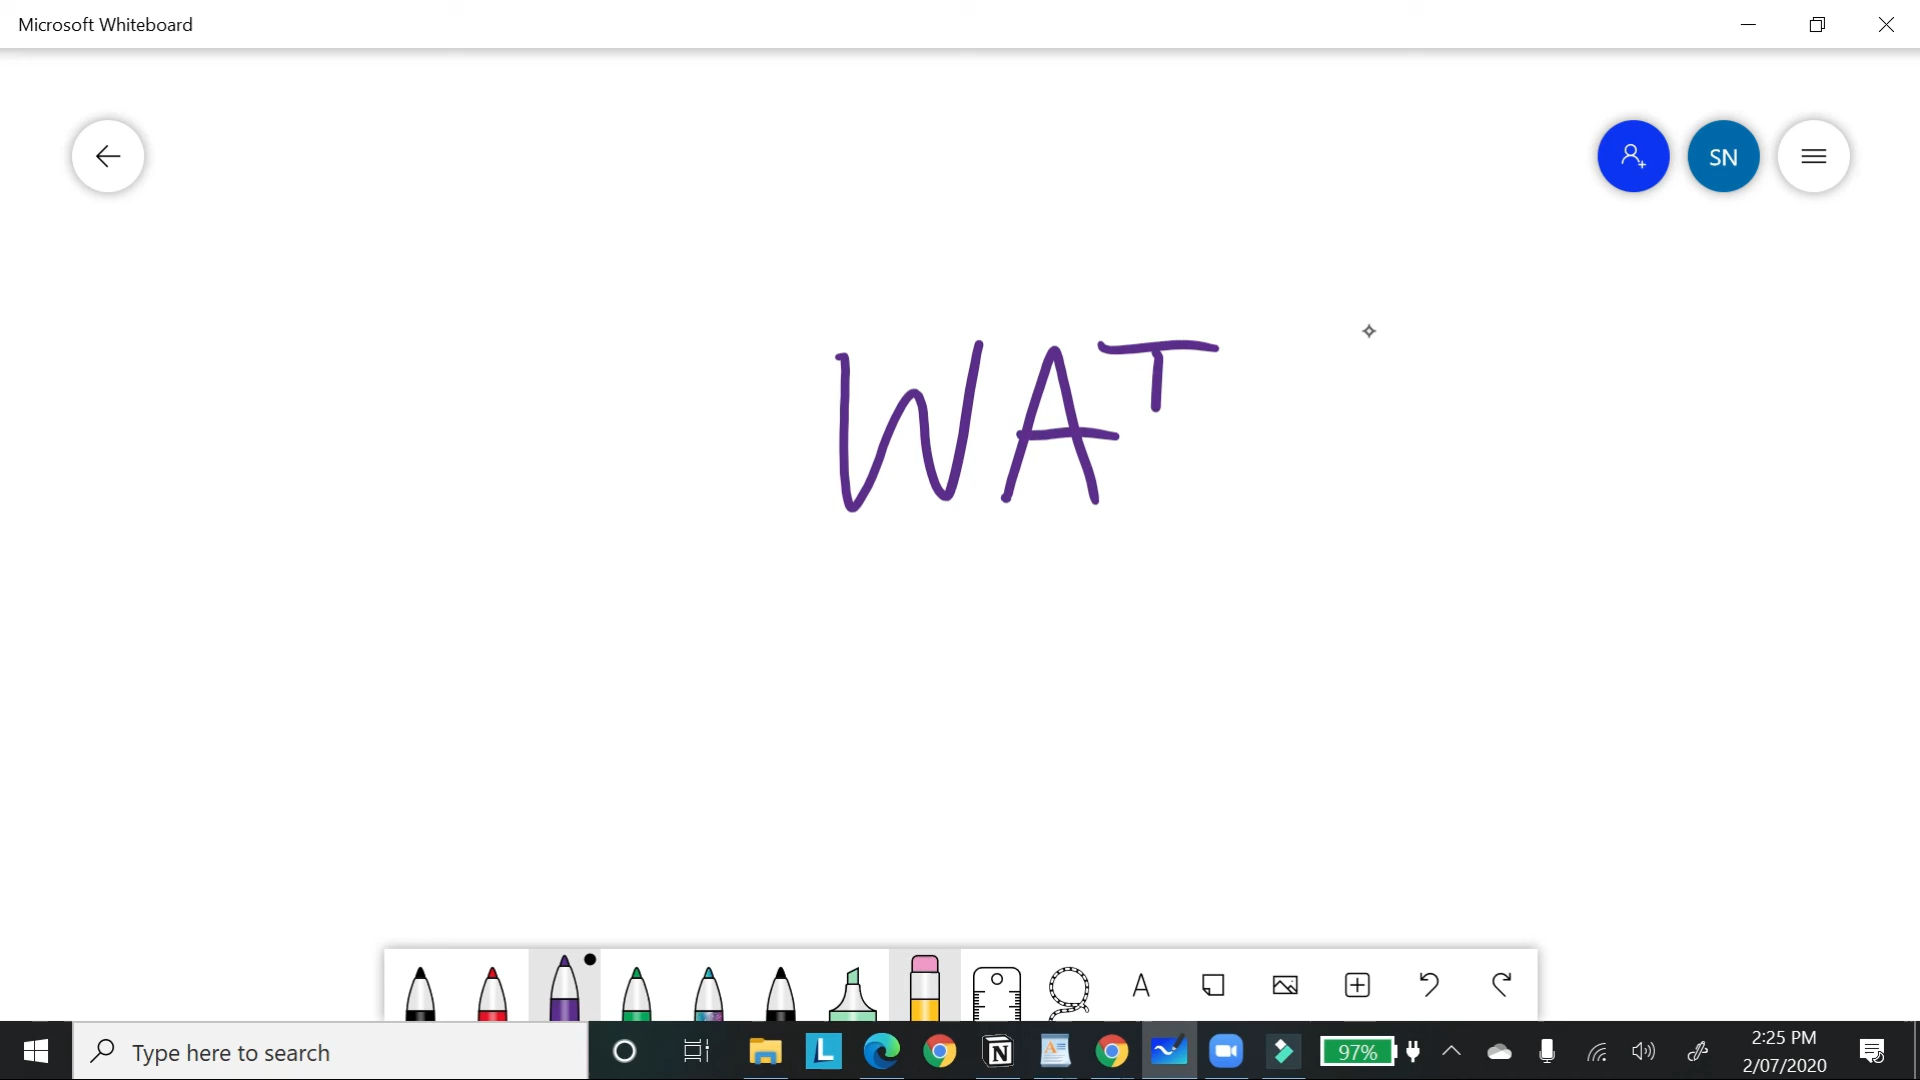 Microsoft Whiteboard
SN
WAT
A
Type here to search
L
N
97%
2:25 PM
2/07/2020